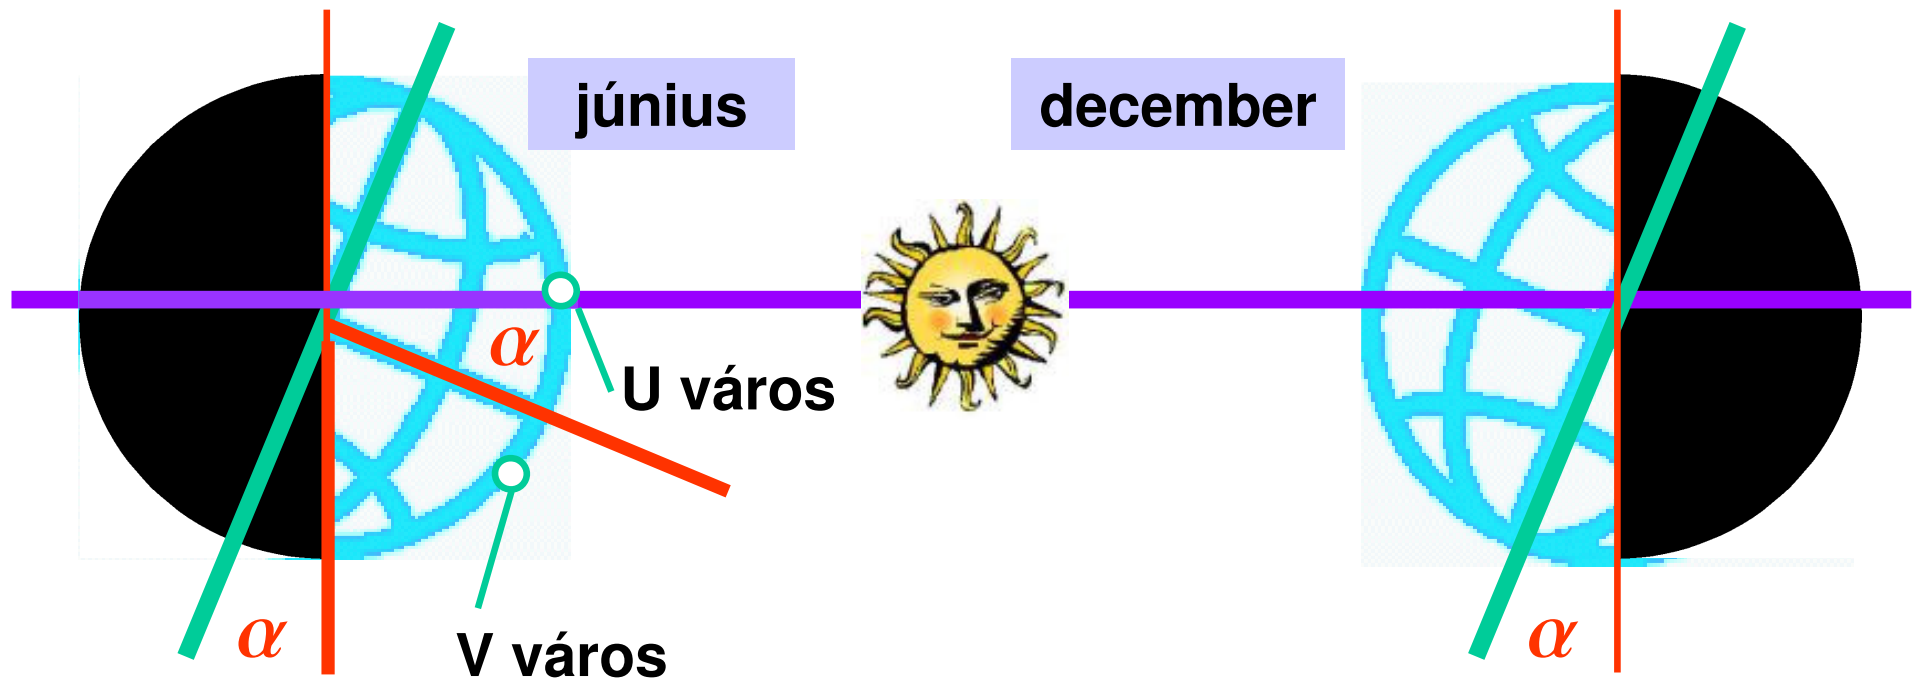 június
december
α
U város
α
V város
α